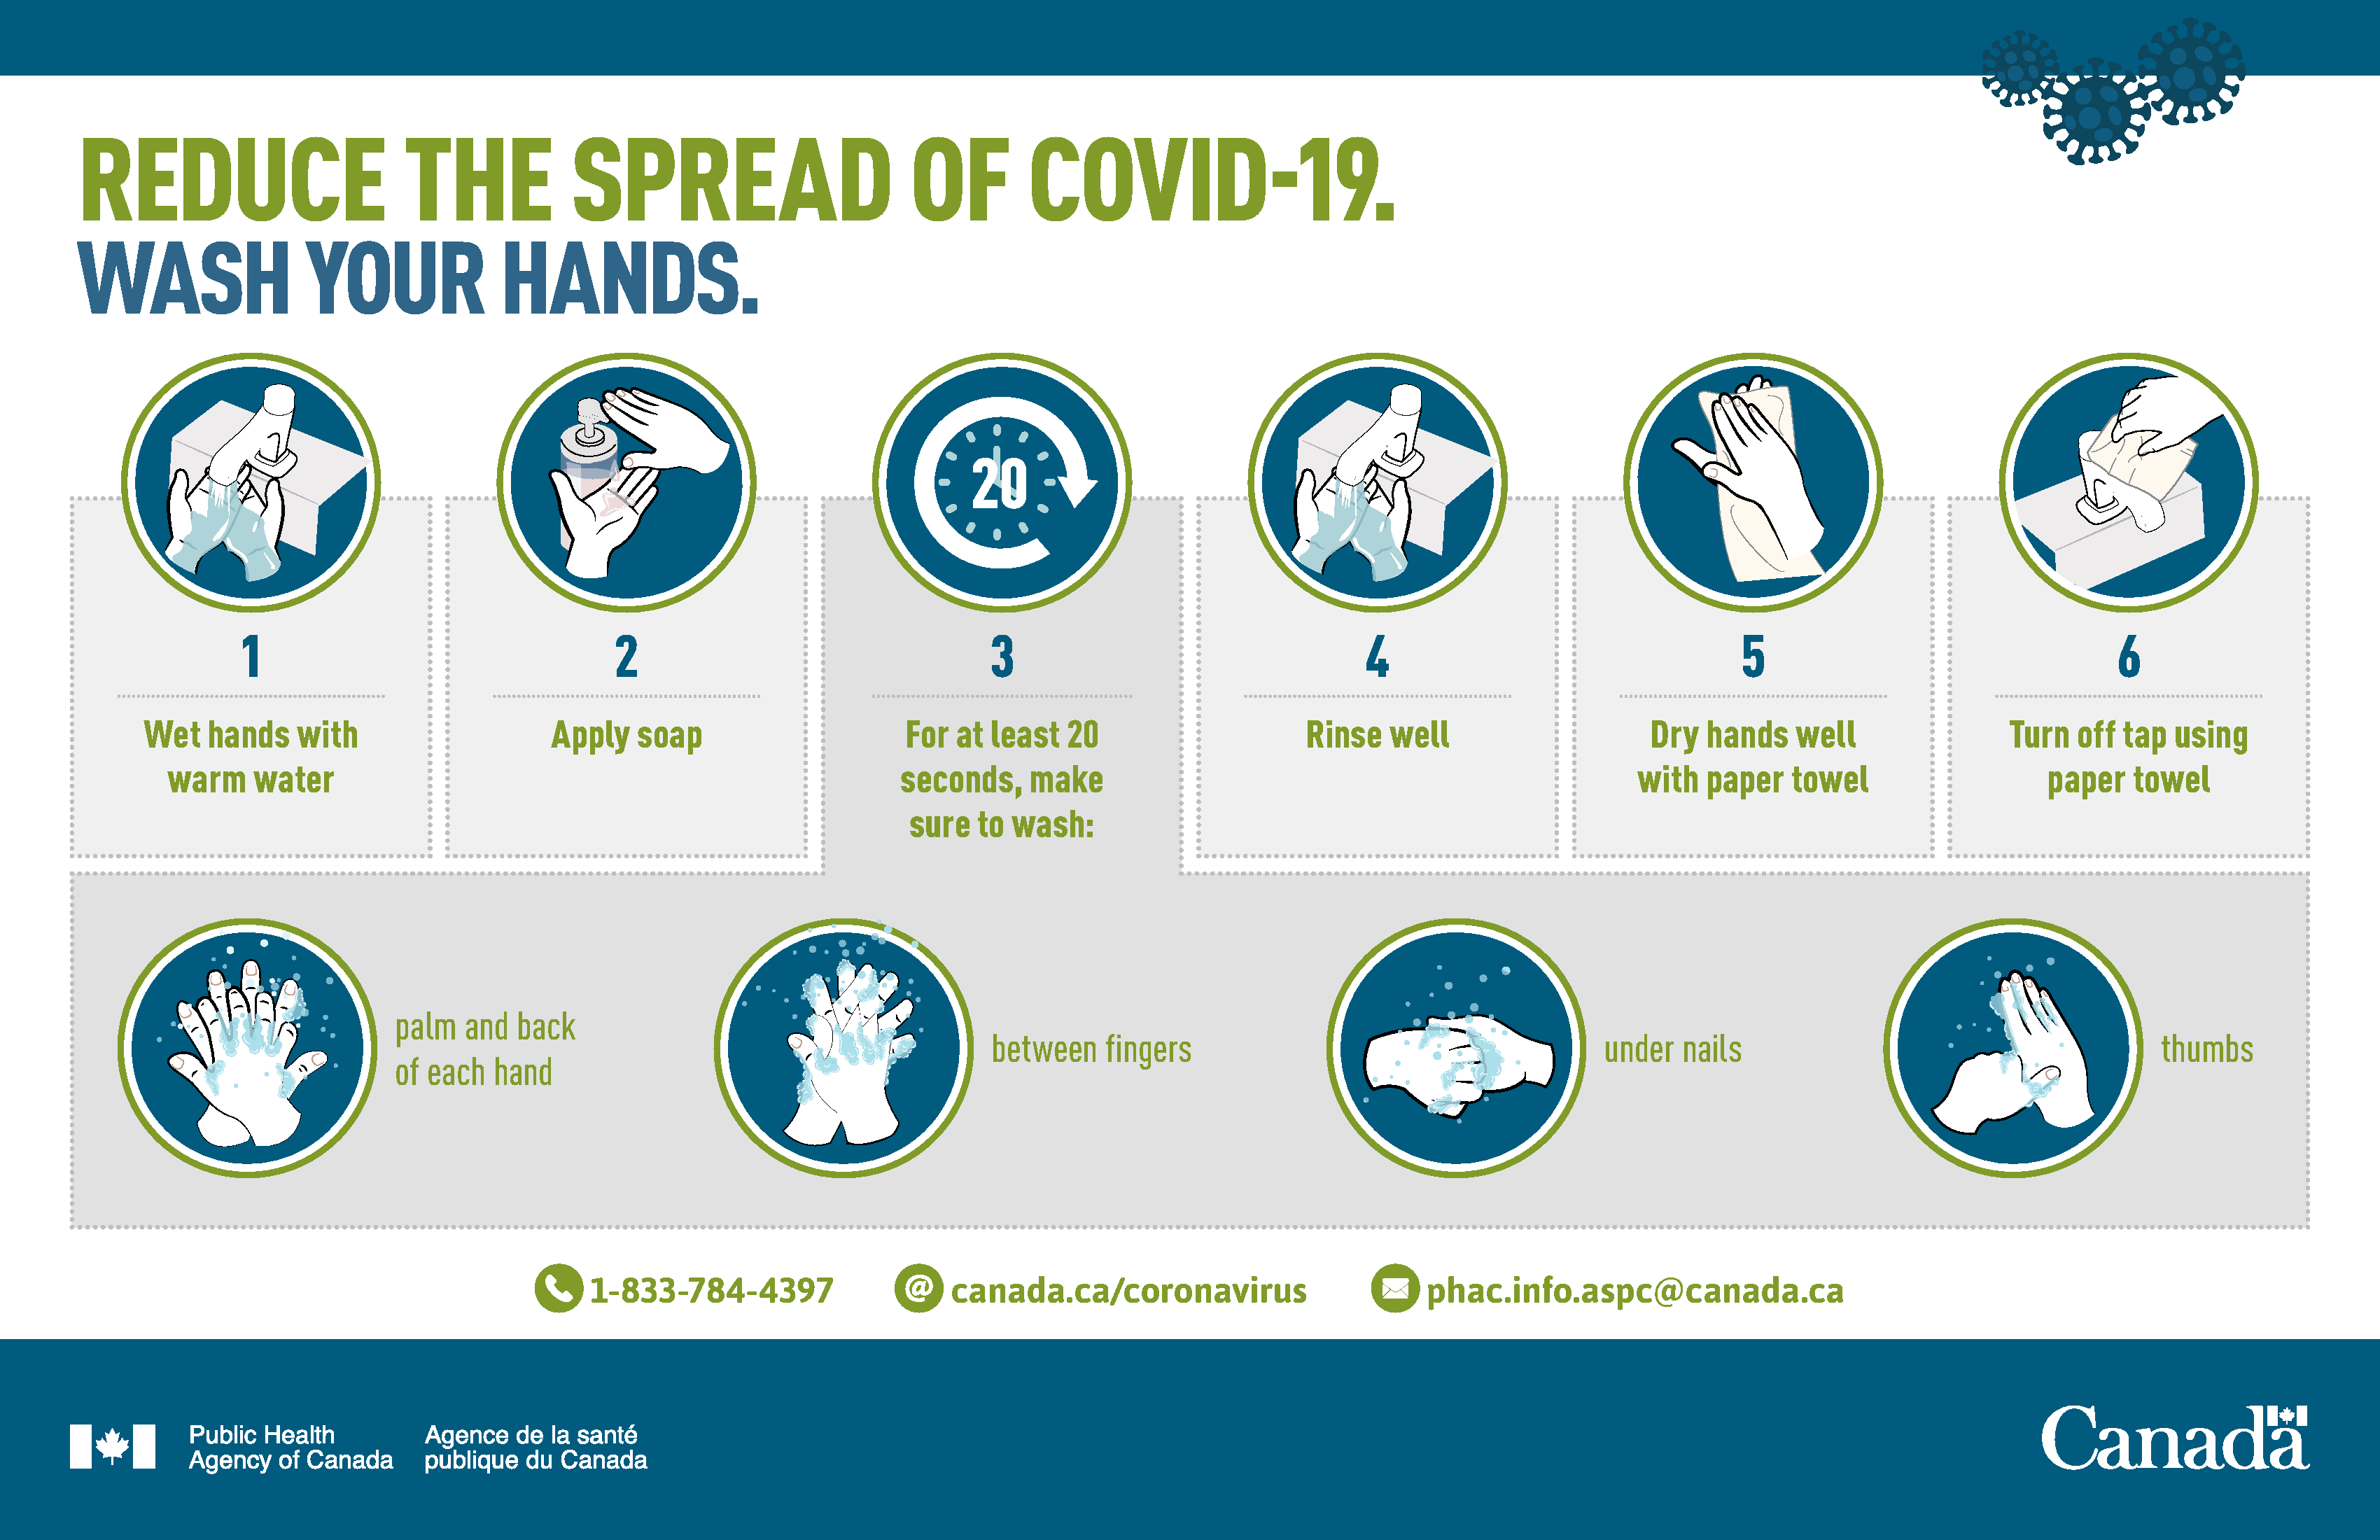 REDUCE THE SPREAD OF COVID-19.
WASH YOUR HANDS.
20
1
Wet hands with
warm water
2
Apply soap
3
For at least 20
seconds, make
sure to wash:
4
Rinse well
5
Dry hands well
with paper towel
6
Turn off tap using
paper towel
palm and back
of each hand
between fingers
under nails
thumbs
1-833-784-4397
@ canada.ca/coronavirus
phac.info.aspc@canada.ca
Public Health
Agency of Canada
Agence de la santé
publique du Canada
Canada